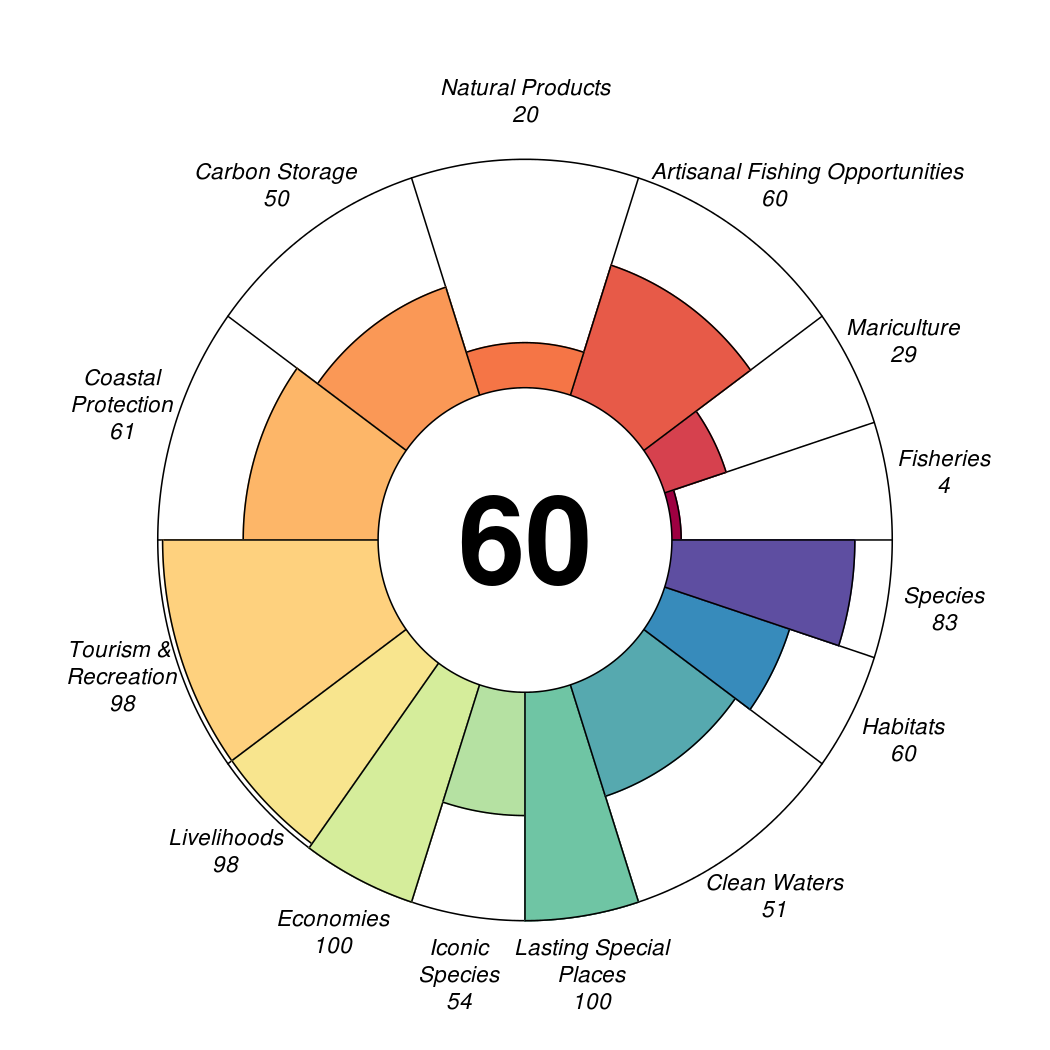 Natural Products
20
Carbon Storage
50
Artisanal Fishing Opportunities
60
Mariculture
29
Coastal
Protection
61
Fisheries
4
60
Species
83
Tourism &
Recreation
98
Habitats
60
Livelihoods
98
Clean Waters
51
Economies
100
Iconic
Species
54
Lasting Special
Places
100